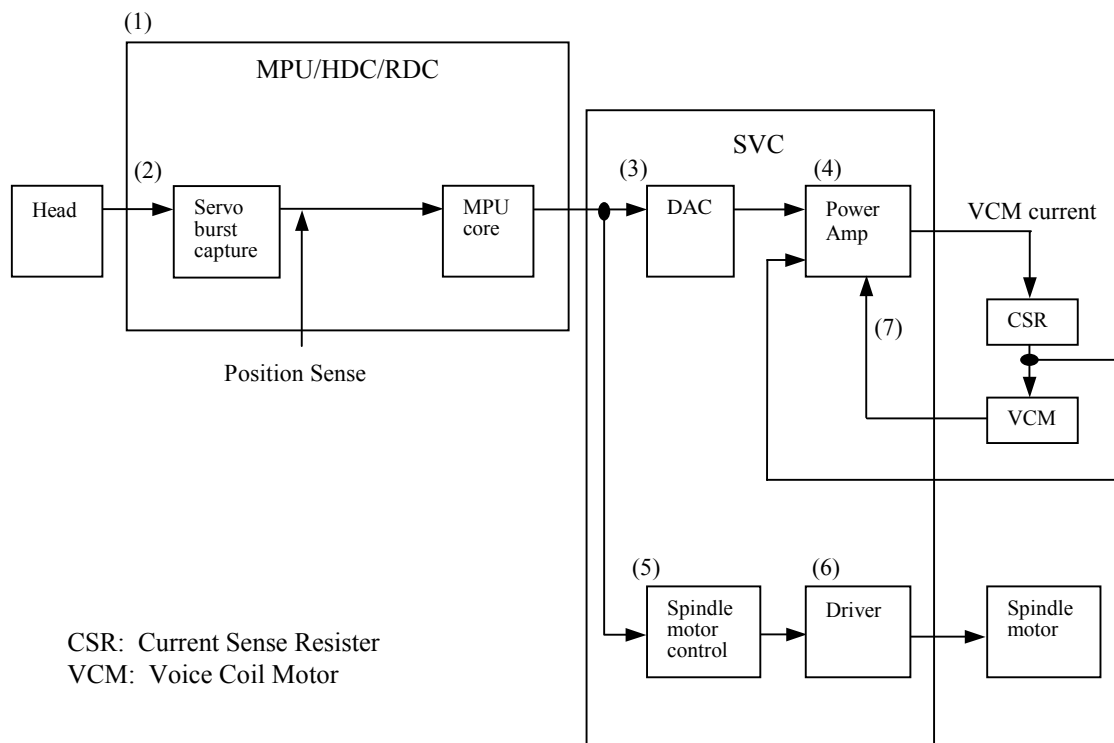 (1)
MPU/HDC/RDC
SVC
(2)
(3)
(4)
Head
Servo
burst
capture
MPU
core
DAC
Power
Amp
VCM current
(7)
CSR
Position Sense
VCM
(5)
(6)
Spindle
motor
control
Driver
Spindle
motor
CSR: Current Sense Resister
VCM: Voice Coil Motor